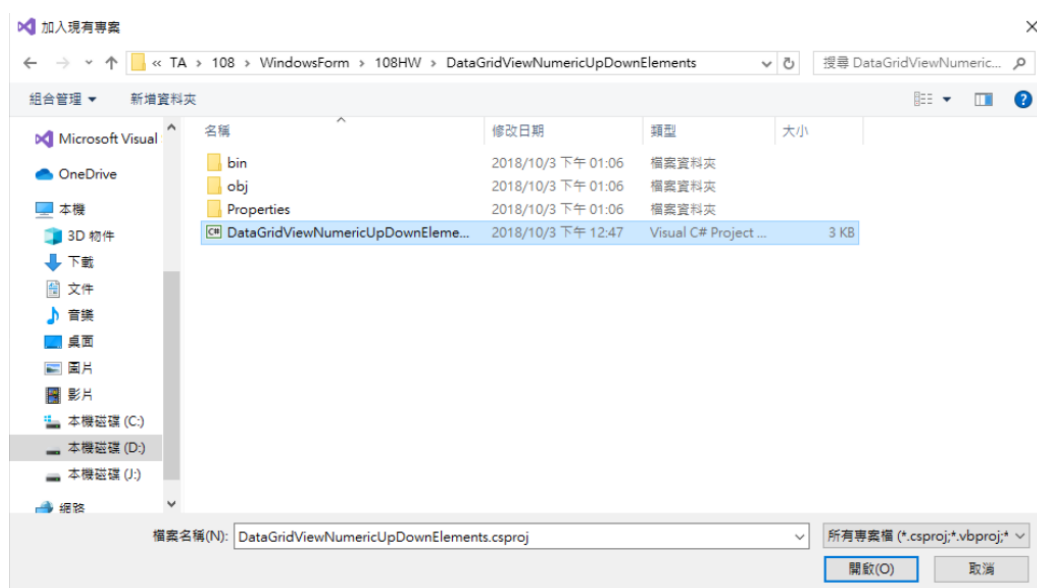 加入現有專案
« TA › 108 › WindowsForm › 108HW › DataGridViewNumericUpDownElements
搜尋 DataGridViewNumeric...
組合管理 新增資料夾
名稱 修改日期 類型 大小
Microsoft Visual
OneDrive
本機
3D 物件
下載
文件
音樂
桌面
圖片
影片
本機磁碟 (C:)
本機磁碟 (D:)
本機磁碟 (J:)
網路
bin 2018/10/3 下午 01:06 檔案資料夾
obj 2018/10/3 下午 01:06 檔案資料夾
Properties 2018/10/3 下午 01:06 檔案資料夾
DataGridViewNumericUpDownEleme... 2018/10/3 下午 12:47 Visual C# Project ... 3 KB
檔案名稱(N): DataGridViewNumericUpDownElements.csproj
所有專案檔 (*.csproj;*.vbproj;*
開啟(O) 取消